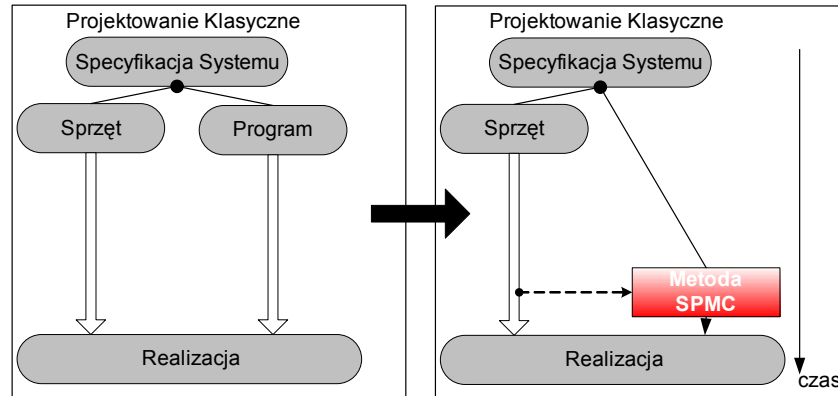 Projektowanie Klasyczne
Specyfikacja Systemu
Sprzęt
Program
Realizacja
Projektowanie Klasyczne
Specyfikacja Systemu
Sprzęt
Metoda
SPMC
Realizacja
czas